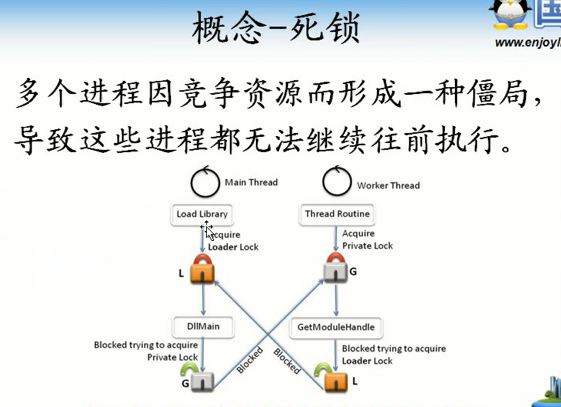 概念-死锁
www.enjoyli
多个进程因竞争资源而形成一种僵局，
导致这些进程都无法继续往前执行。
Main Thread
Worker Thread
Load Library
Thread Routine
Acquire
Loader Lock
Acquire
Private Lock
L
G
DllMain
GetModuleHandle
Blocked trying to acquire
Private Lock
Blocked trying to acquire
Loader Lock
Blocked
Blocked
G
L